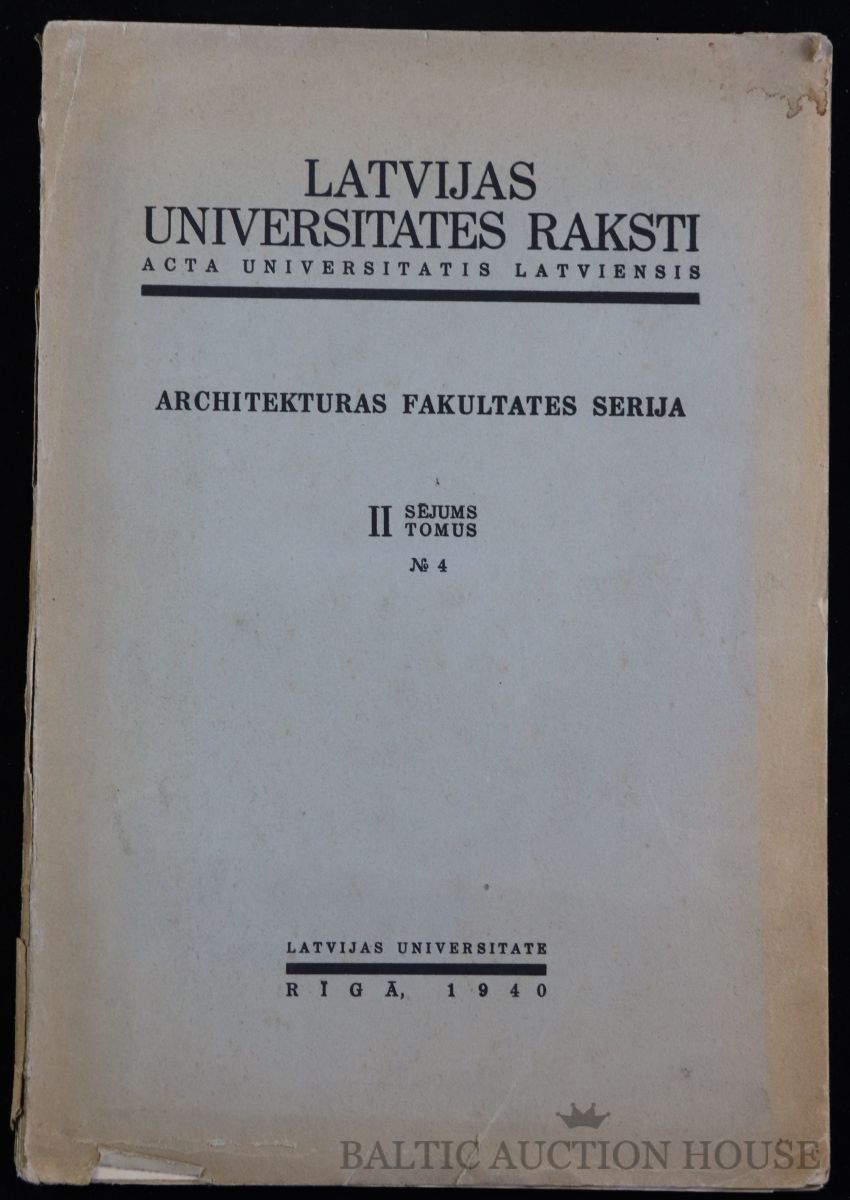 LATVIJAS
UNIVERSITATES RAKSTI
ACTA UNIVERSITATIS LATVIENSIS
ARCHITEKTURAS FAKULTATES SERIJA
II SĒJUMS
TOMUS
№ 4
LATVIJAS UNIVERSITATE
RĪGĀ, 1940
BALTIC AUCTION HOUSE